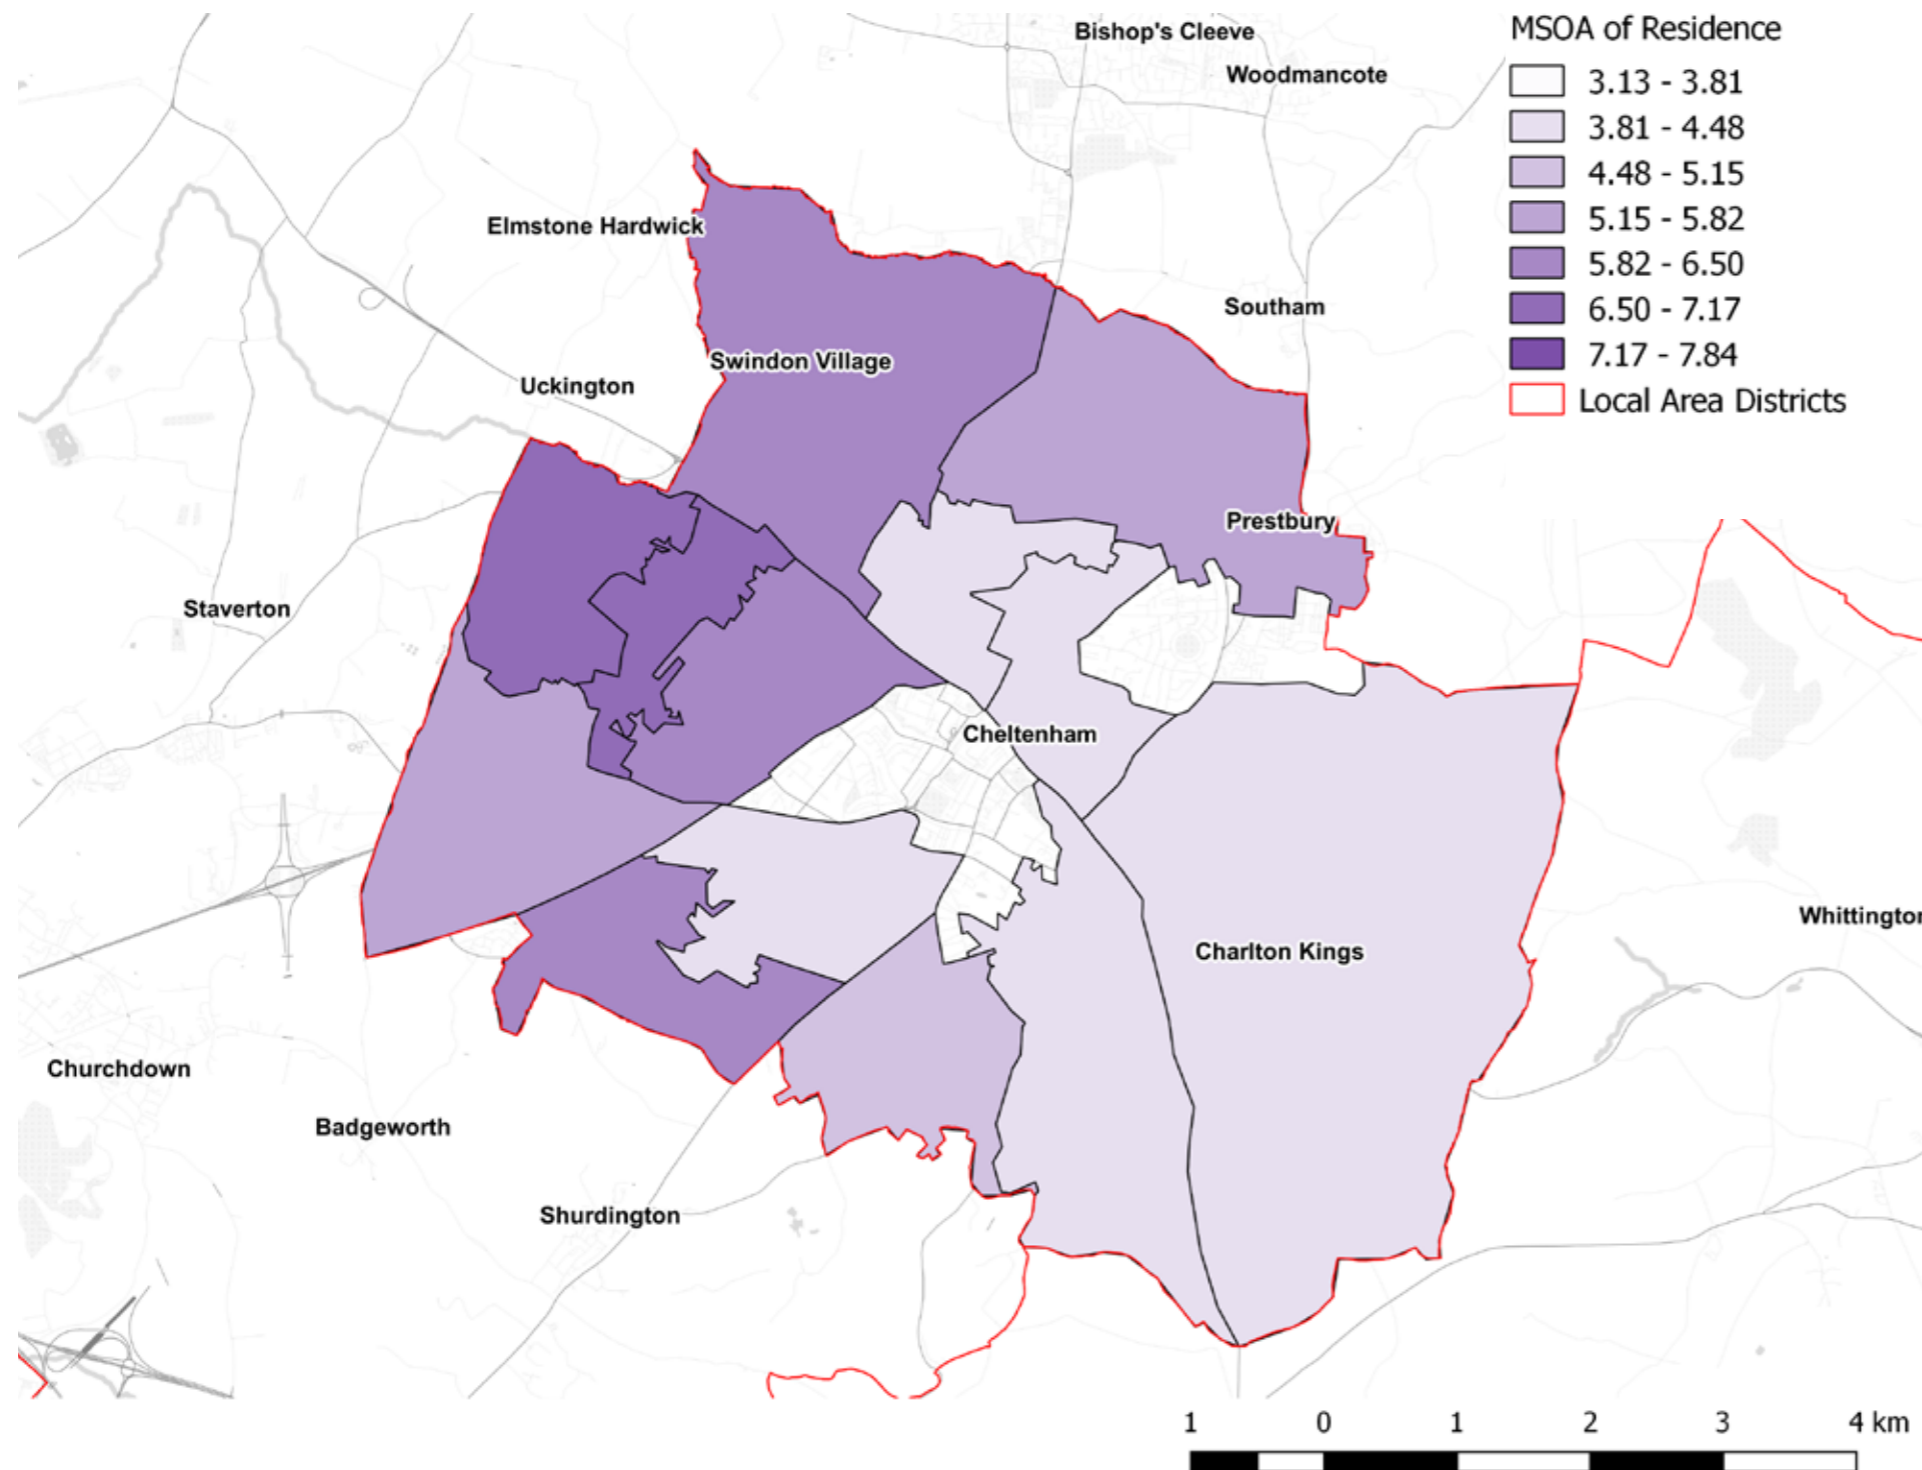 Bishop's Cleeve
Woodmancote
MSOA of Residence
3.13 - 3.81
3.81 - 4.48
4.48 - 5.15
5.15 - 5.82
5.82 - 6.50
6.50 - 7.17
7.17 - 7.84
Local Area Districts
Elmstone Hardwick
Southam
Swindon Village
Uckington
Prestbury
Staverton
Cheltenham
Whittington
Charlton Kings
Churchdown
Badgeworth
Shurdington
1 0 1 2 3 4 km